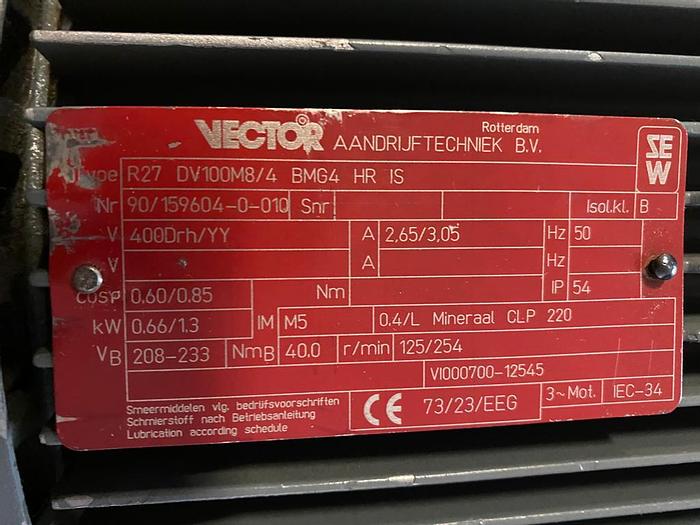 VECTOR AANDRIJFTECHNIEK B.V. Rotterdam
SEW
Type R27 DV100M8/4 BMG4 HR IS
Nr 90/159604-0-010 Snr Isol.kl. B
V 400Drh/YY A 2,65/3,05 Hz 50
V A Hz
cosφ 0.60/0.85 Nm IP 54
kW 0.66/1.3 IM M5 0.4/L Mineraal CLP 220
VB 208-233 NmB 40.0 r/min 125/254
VI000700-12545
Smeermiddelen vlg. bedrijfsvoorschriften
Schmierstoff nach Betriebsanleitung
Lubrication according schedule
CE 73/23/EEG 3~Mot. IEC-34